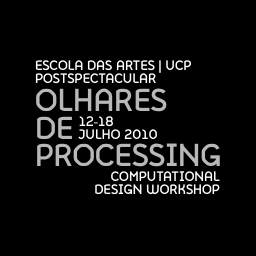 ESCOLA DAS ARTES | UCP
POSTSPECTACULAR
OLHARES
DE 12-18
JULHO 2010
PROCESSING
COMPUTATIONAL
DESIGN WORKSHOP